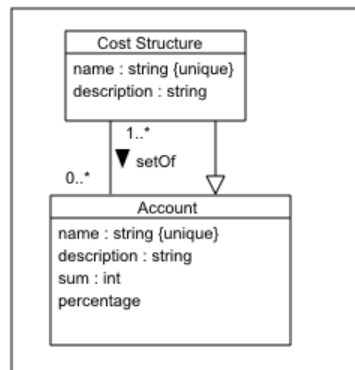 Cost Structure
name : string {unique}
description : string
1..*
setOf
0..*
Account
name : string {unique}
description : string
sum : int
percentage